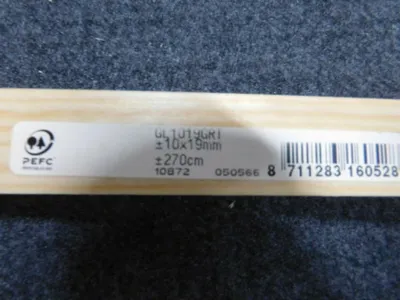 PEFC
GL1019GRT
±10x19mm
±270cm
10872 050566
8 711283 160528